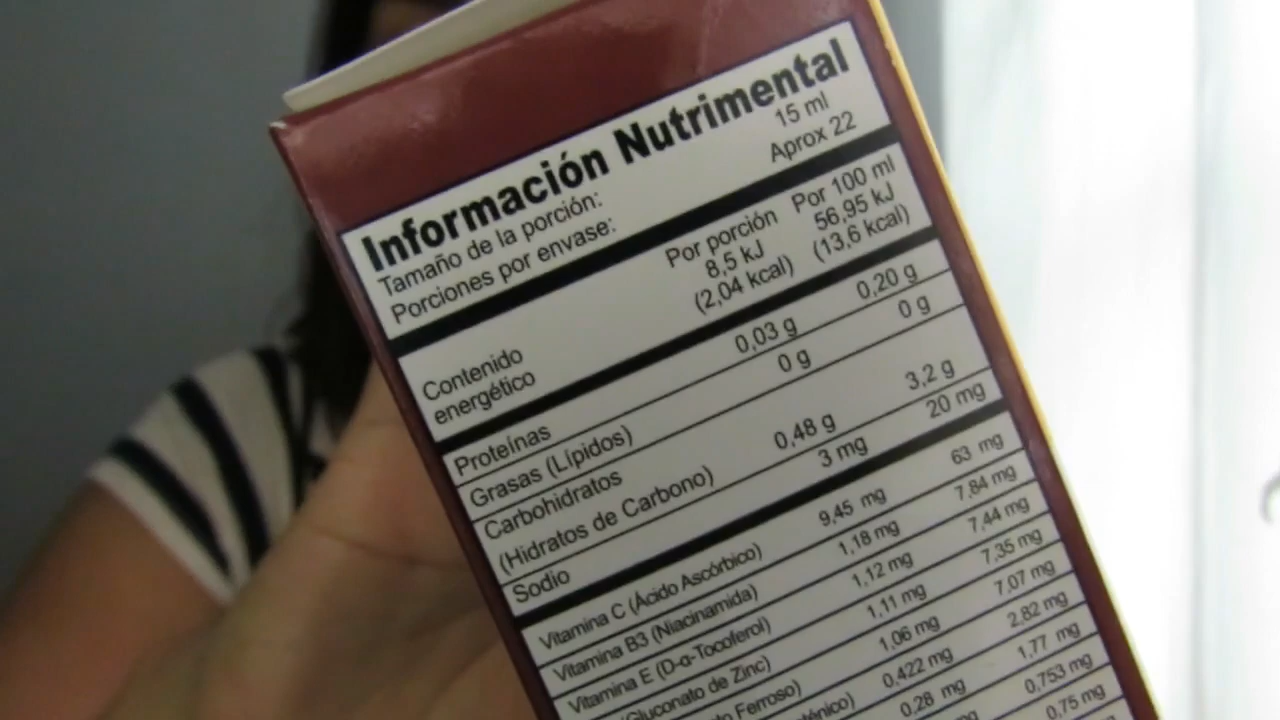 Información Nutrimental
Tamaño de la porción: 15 ml
Porciones por envase: Aprox 22
Por porción Por 100 ml
Contenido energético 8,5 kJ (2,04 kcal) 56,95 kJ (13,6 kcal)
Proteínas 0,03 g 0,20 g
Grasas (Lípidos) 0 g 0 g
Carbohidratos
(Hidratos de Carbono) 0,48 g 3,2 g
Sodio 3 mg 20 mg
Vitamina C (Ácido Ascórbico) 9,45 mg 63 mg
Vitamina B3 (Niacinamida) 1,18 mg 7,84 mg
Vitamina E (D-α-Tocoferol) 1,12 mg 7,44 mg
(Gluconato de Zinc) 1,11 mg 7,35 mg
Ferroso) 1,06 mg 7,07 mg
0,422 mg 2,82 mg
0,28 mg 1,77 mg
mg 0,753 mg
0,75 mg